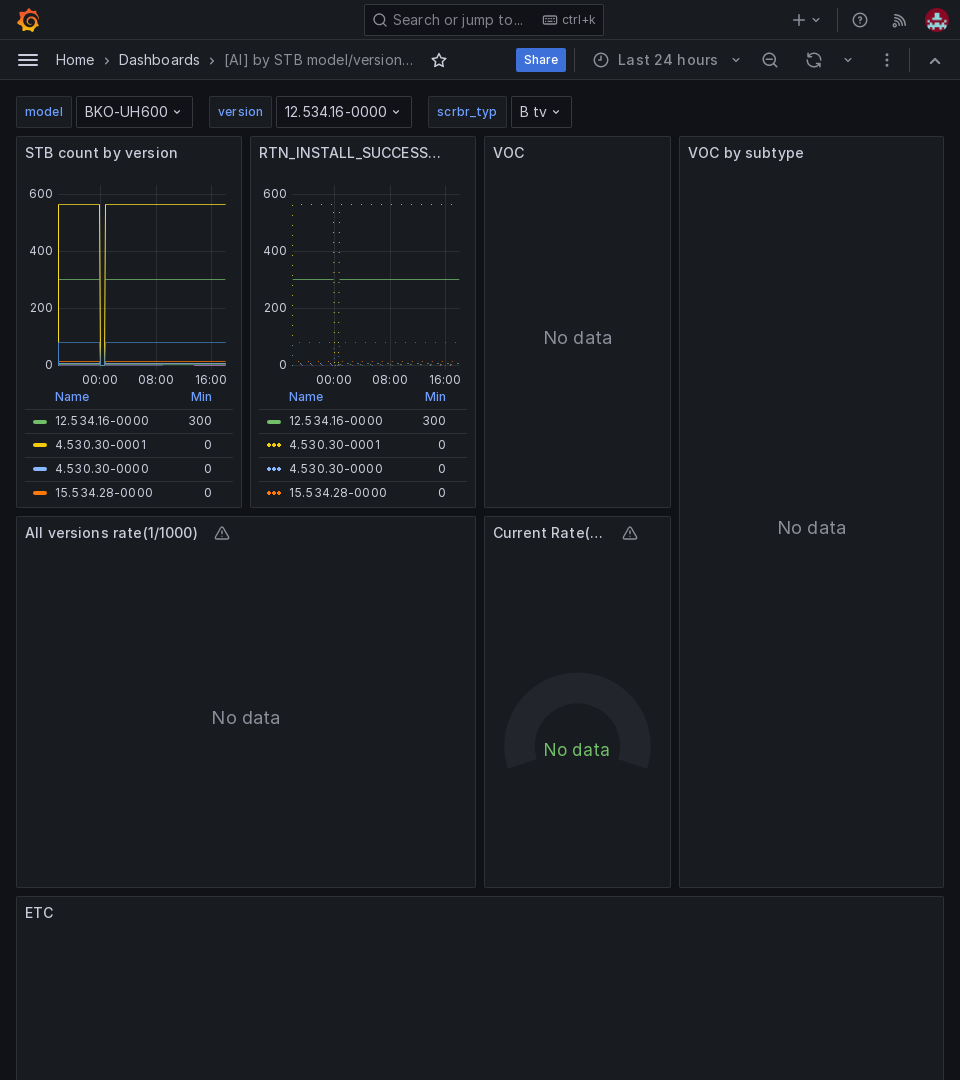 Search or jump to... ctrl+k
Home > Dashboards > [AI] by STB model/version... Share Last 24 hours
model BKO-UH600 version 12.534.16-0000 scrbr_typ B tv
STB count by version
600
400
200
0
00:00 08:00 16:00
Name Min
12.534.16-0000 300
4.530.30-0001 0
4.530.30-0000 0
15.534.28-0000 0
RTN_INSTALL_SUCCESS...
600
400
200
0
00:00 08:00 16:00
Name Min
12.534.16-0000 300
4.530.30-0001 0
4.530.30-0000 0
15.534.28-0000 0
VOC
No data
VOC by subtype
No data
All versions rate(1/1000)
No data
Current Rate(...
No data
ETC